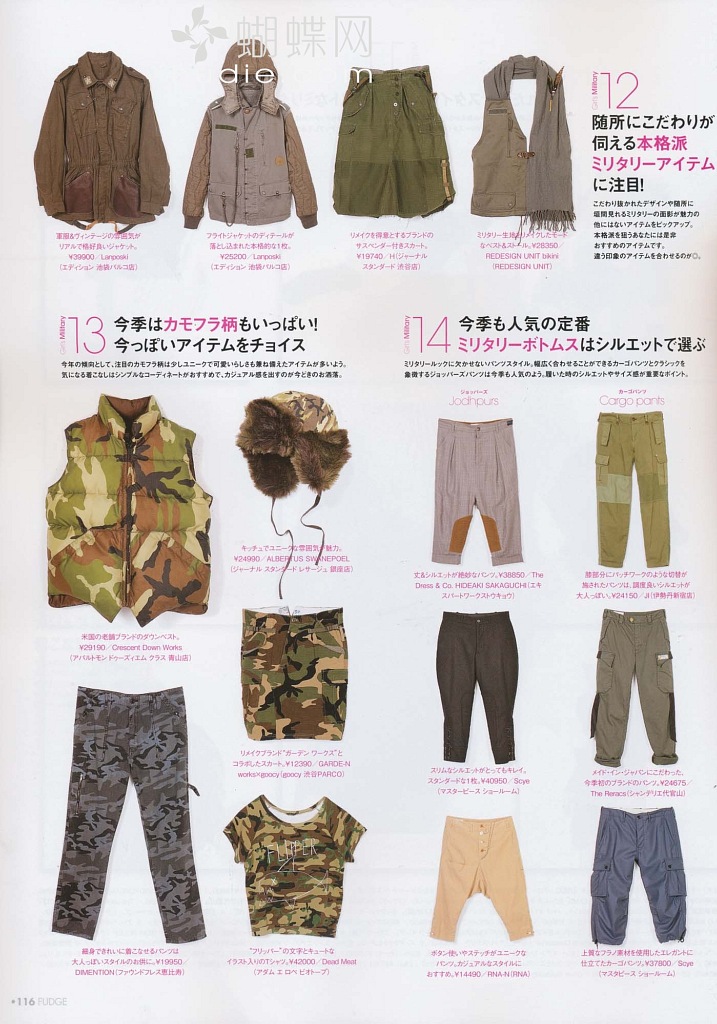 蝴蝶网
die m
Girls Military
12
随所にこだわりが
伺える本格派
ミリタリーアイテム
に注目!
こだわり抜かれたデザインや随所に
垣間見れるミリタリーの面影が魅力の
他にはないアイテムをピックアップ。
本格派を狙うあなたには是非
おすすめのアイテムです。
違う印象のアイテムを合わせるのが◎。
軍服&ヴィンテージの雰囲気が
リアルで格好良いジャケット。
¥39900/Lanposki
(エディション 池袋パルコ店)
フライトジャケットのディテールが
落とし込まれた本格的な1枚。
¥25200/Lanposki
(エディション 池袋パルコ店)
リメイクを得意とするブランドの
サスペンダー付きスカート。
¥19740/H(ジャーナル
スタンダード 渋谷店)
ミリタリー生地をリメイクしたモード
なベスト&ストール。¥28350/
REDESIGN UNIT bikini
(REDESIGN UNIT)
Girls Military
13
今季はカモフラ柄もいっぱい!
今っぽいアイテムをチョイス
今年の傾向として、注目のカモフラ柄は少しユニークで可愛いらしさも兼ね備えたアイテムが多いよう。
気になる着こなしはシンプルなコーディネートがおすすめで、カジュアル感を出すのが今どきのお洒落。
Girls Military
14
今季も人気の定番
ミリタリーボトムスはシルエットで選ぶ
ミリタリールックに欠かせないパンツスタイル。幅広く合わせることができるカーゴパンツとクラシックを
象徴するジョッパーズパンツは今季も人気のよう。履いた時のシルエットやサイズ感が重要なポイント。
ジョッパーズ
Jodhpurs
カーゴパンツ
Cargo pants
キッチュでユニークな雰囲気が魅力。
¥24990/ALBERTUS SWANEPOEL
(ジャーナル スタンダード レサージュ 銀座店)
米国の老舗ブランドのダウンベスト。
¥29190/Crescent Down Works
(アパルトモン ドゥーズィエム クラス 青山店)
リメイクブランド"ガーデン ワークス"と
コラボしたスカート。¥12390/GARDE-N
works×goocy(goocy 渋谷PARCO)
細身できれいに着こなせるパンツは
大人っぽいスタイルのお供に。¥19950/
DIMENTION(ファウンドフレス恵比寿)
FLIPPER
"フリッパー"の文字とキュートな
イラスト入りのTシャツ。¥42000/Dead Meat
(アダム エ ロペ ビオトープ)
丈&シルエットが絶妙なパンツ。¥38850/The
Dress & Co. HIDEAKI SAKAGUCHI(エキ
スパートワークストウキョウ)
膝部分にパッチワークのような切替が
施されたパンツは、調度良いシルエットが
大人っぽい。¥24150/JI(伊勢丹新宿店)
スリムなシルエットがとってもキレイ。
スタンダードな1枚。¥40950/Scye
(マスターピース ショールーム)
メイド・イン・ジャパンにこだわった、
今季初のブランドのパンツ。¥24675/
The Reracs(シャンデリエ代官山)
ボタン使いやステッチがユニークな
パンツ。カジュアルなスタイルに
おすすめ。¥14490/RNA-N(RNA)
上質なフラノ素材を使用したエレガントに
仕立てたカーゴパンツ。¥37800/Scye
(マスタピース ショールーム)
116 FUDGE